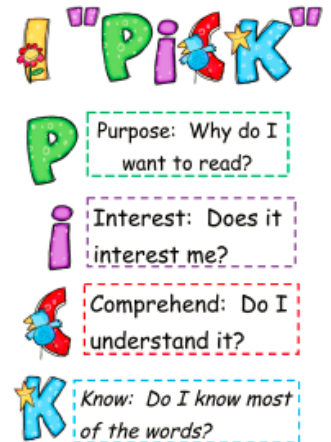 I "PiCK"
P
Purpose: Why do I
want to read?
i
Interest: Does it
interest me?
C
Comprehend: Do I
understand it?
K
Know: Do I know most
of the words?